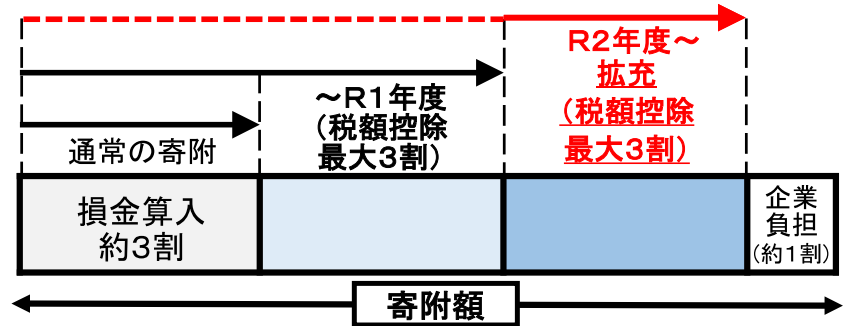 R2年度~
拡充
(税額控除
最大3割)
~R1年度
(税額控除
最大3割)
通常の寄附
損金算入
約3割
企業
負担
(約1割)
寄附額